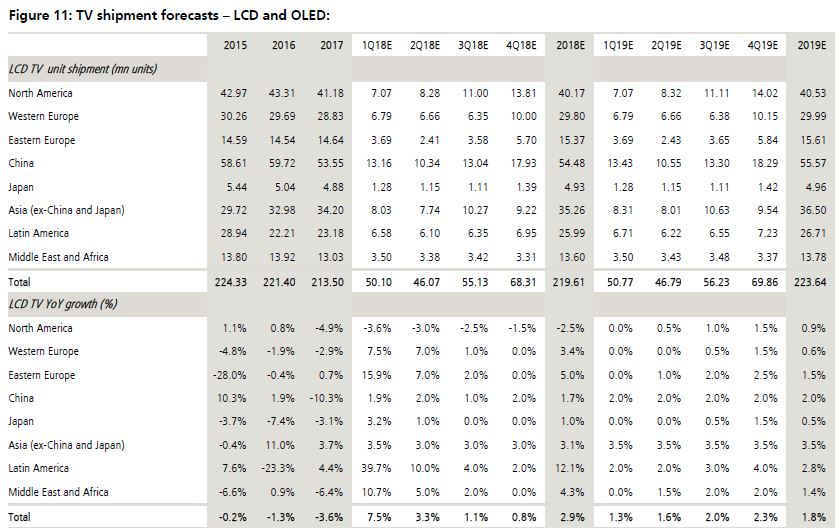 Figure 11: TV shipment forecasts – LCD and OLED:
2015 2016 2017 1Q18E 2Q18E 3Q18E 4Q18E 2018E 1Q19E 2Q19E 3Q19E 4Q19E 2019E
LCD TV unit shipment (mn units)
North America 42.97 43.31 41.18 7.07 8.28 11.00 13.81 40.17 7.07 8.32 11.11 14.02 40.53
Western Europe 30.26 29.69 28.83 6.79 6.66 6.35 10.00 29.80 6.79 6.66 6.38 10.15 29.99
Eastern Europe 14.59 14.54 14.64 3.69 2.41 3.58 5.70 15.37 3.69 2.43 3.65 5.84 15.61
China 58.61 59.72 53.55 13.16 10.34 13.04 17.93 54.48 13.43 10.55 13.30 18.29 55.57
Japan 5.44 5.04 4.88 1.28 1.15 1.11 1.39 4.93 1.28 1.15 1.11 1.42 4.96
Asia (ex-China and Japan) 29.72 32.98 34.20 8.03 7.74 10.27 9.22 35.26 8.31 8.01 10.63 9.54 36.50
Latin America 28.94 22.21 23.18 6.58 6.10 6.35 6.95 25.99 6.71 6.22 6.55 7.23 26.71
Middle East and Africa 13.80 13.92 13.03 3.50 3.38 3.42 3.31 13.60 3.50 3.43 3.48 3.37 13.78
Total 224.33 221.40 213.50 50.10 46.07 55.13 68.31 219.61 50.77 46.79 56.23 69.86 223.64
LCD TV YoY growth (%)
North America 1.1% 0.8% -4.9% -3.6% -3.0% -2.5% -1.5% -2.5% 0.0% 0.5% 1.0% 1.5% 0.9%
Western Europe -4.8% -1.9% -2.9% 7.5% 7.0% 1.0% 0.0% 3.4% 0.0% 0.0% 0.5% 1.5% 0.6%
Eastern Europe -28.0% -0.4% 0.7% 15.9% 7.0% 2.0% 0.0% 5.0% 0.0% 1.0% 2.0% 2.5% 1.5%
China 10.3% 1.9% -10.3% 1.9% 2.0% 1.0% 2.0% 1.7% 2.0% 2.0% 2.0% 2.0% 2.0%
Japan -3.7% -7.4% -3.1% 3.2% 1.0% 0.0% 0.0% 1.0% 0.0% 0.0% 0.5% 1.5% 0.5%
Asia (ex-China and Japan) -0.4% 11.0% 3.7% 3.5% 3.0% 3.0% 3.0% 3.1% 3.5% 3.5% 3.5% 3.5% 3.5%
Latin America 7.6% -23.3% 4.4% 39.7% 10.0% 4.0% 2.0% 12.1% 2.0% 2.0% 3.0% 4.0% 2.8%
Middle East and Africa -6.6% 0.9% -6.4% 10.7% 5.0% 2.0% 0.0% 4.3% 0.0% 1.5% 2.0% 2.0% 1.4%
Total -0.2% -1.3% -3.6% 7.5% 3.3% 1.1% 0.8% 2.9% 1.3% 1.6% 2.0% 2.3% 1.8%